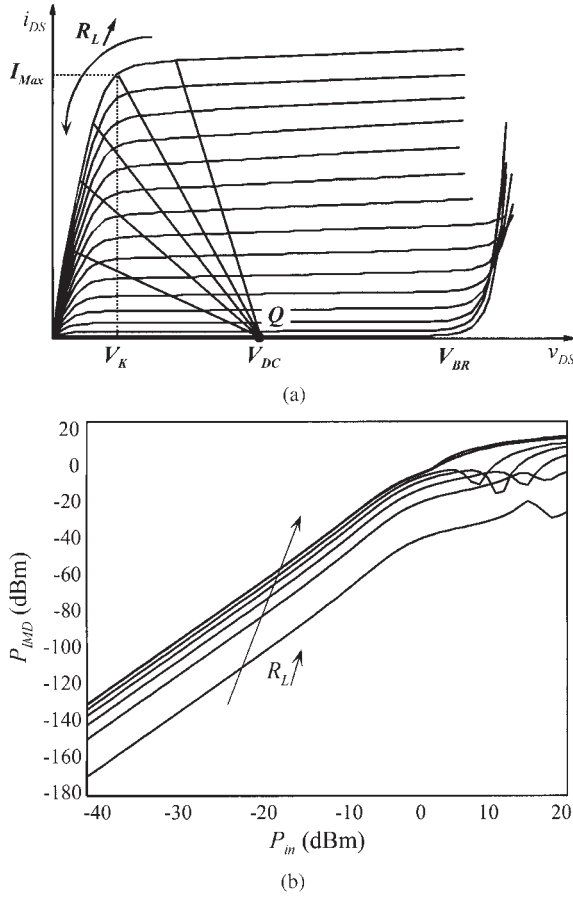 i_DS
R_L
I_Max
Q
V_K V_DC V_BR v_DS
(a)
20
0
-20
-40
-60
-80
-100
-120
-140
-160
-180
P_IMD (dBm)
R_L
-40 -30 -20 -10 0 10 20
P_in (dBm)
(b)